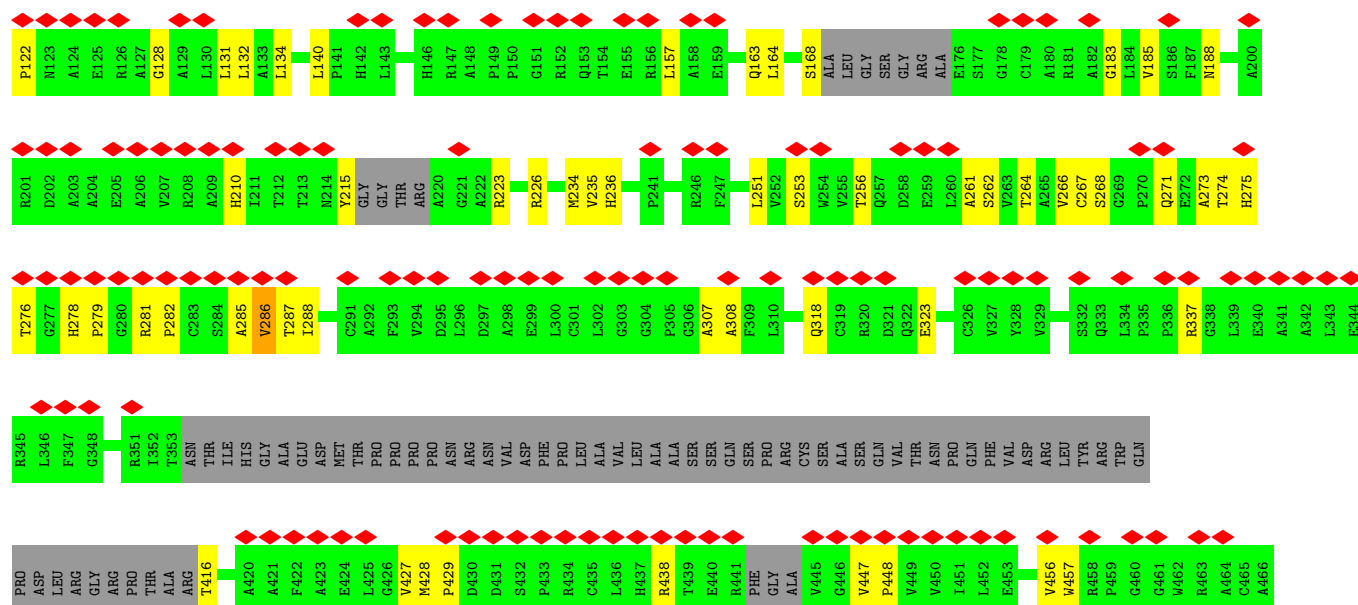 P122 N123 A124 E125 R126 A127 G128 A129 L130 L131 L132 A133 L134 L140 P141 H142 L143 H146 R147 A148 P149 P150 G151 R152 Q153 T154 E155 R156 L157 A158 E159 Q163 L164 S168 ALA LEU GLY SER GLY ARG ALA E176 S177 G178 C179 A180 R181 A182 G183 L184 V185 S186 F187 N188 A200
R201 D202 A203 A204 E205 A206 V207 R208 A209 H210 I211 T212 T213 N214 Y215 GLY GLY THR ARG A220 G221 A222 R223 R226 M234 V235 H236 P241 R246 F247 L251 V252 S253 W254 V255 T256 Q257 D258 E259 L260 A261 S262 V263 T264 A265 V266 C267 S268 G269 P270 Q271 E272 A273 T274 H275
T276 G277 H278 P279 G280 R281 P282 C283 S284 A285 V286 T287 I288 C291 A292 F293 V294 D295 L296 D297 A298 E299 L300 C301 L302 G303 G304 P305 G306 A307 A308 F309 L310 Q318 C319 R320 D321 Q322 E323 C326 V327 Y328 V329 S332 Q333 L334 P335 P336 R337 G338 L339 E340 A341 A342 L343 E344
R345 L346 F347 G348 R351 I352 T353 ASN THR ILE HIS GLY ALA GLU ASP MET THR PRO PRO PRO PRO ASN ARG ASN VAL ASP PHE PRO LEU ALA VAL LEU ALA ALA SER SER GLN SER PRO ARG CYS SER ALA SER GLN VAL THR ASN PRO GLN PHE VAL ASP ARG LEU TYR ARG TRP GLN
PRO ASP LEU ARG GLY ARG PRO THR ALA ARG T416 A420 A421 F422 A423 E424 L425 G426 V427 M428 P429 D430 D431 S432 P433 R434 C435 L436 H437 R438 T439 E440 R441 PHE GLY ALA V445 G446 V447 P448 V449 V450 I451 L452 E453 V456 W457 R458 P459 G460 G461 W462 R463 A464 C465 A466